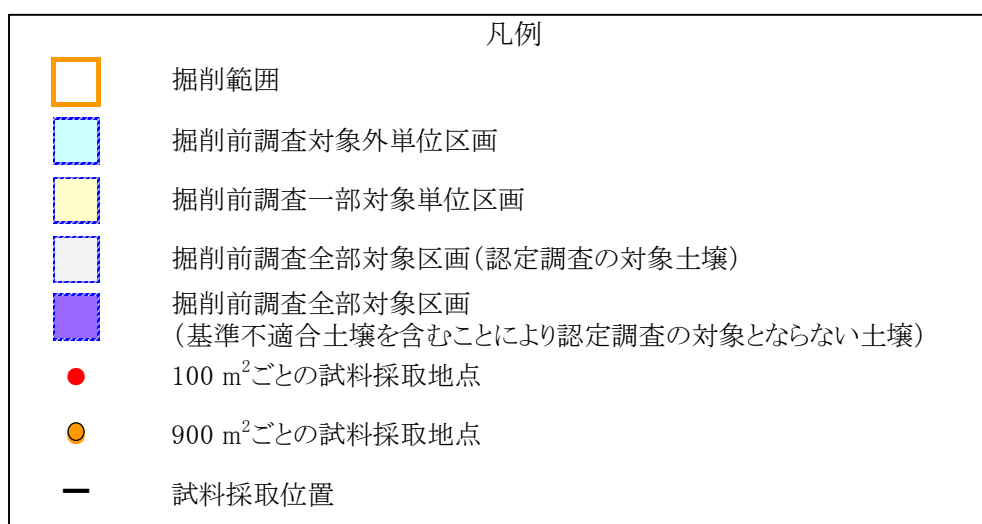 凡例
掘削範囲
掘削前調査対象外単位区画
掘削前調査一部対象単位区画
掘削前調査全部対象区画(認定調査の対象土壌)
掘削前調査全部対象区画
(基準不適合土壌を含むことにより認定調査の対象とならない土壌)
100 m²ごとの試料採取地点
900 m²ごとの試料採取地点
試料採取位置